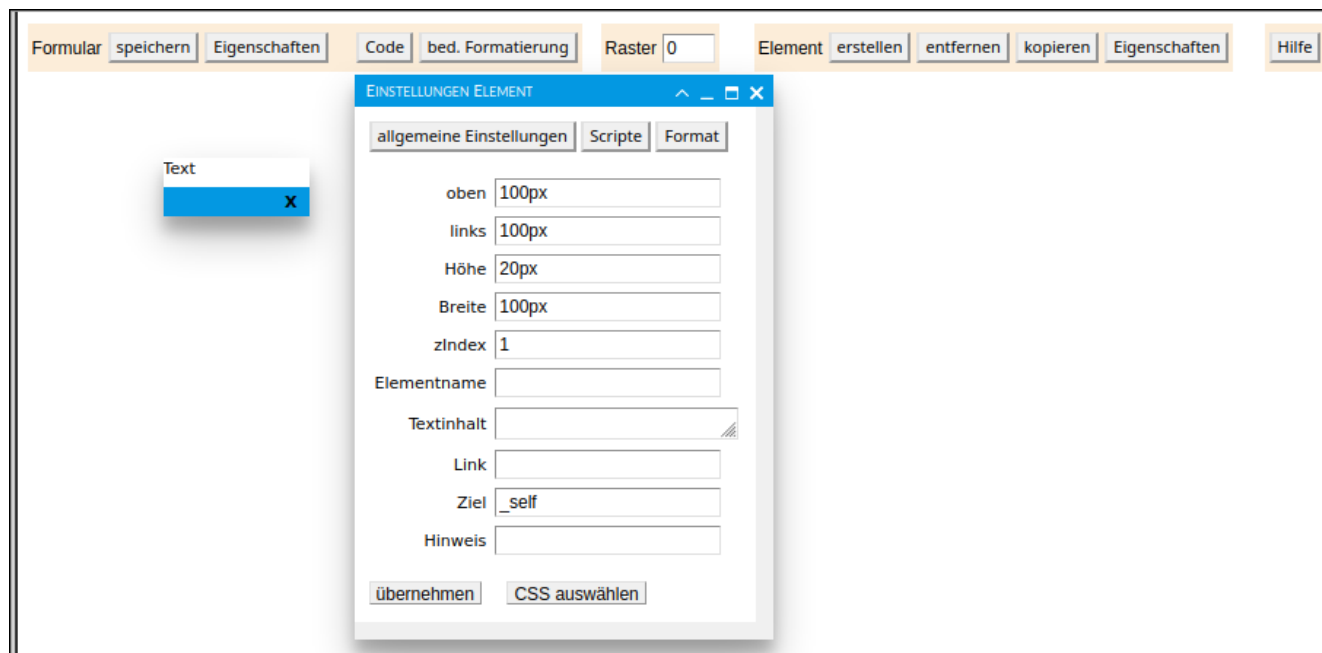 Formular speichern Eigenschaften Code bed. Formatierung Raster 0 Element erstellen entfernen kopieren Eigenschaften Hilfe
EINSTELLUNGEN ELEMENT
allgemeine Einstellungen Scripte Format
Text
X
oben 100px
links 100px
Höhe 20px
Breite 100px
zIndex 1
Elementname
Textinhalt
Link
Ziel _self
Hinweis
übernehmen CSS auswählen